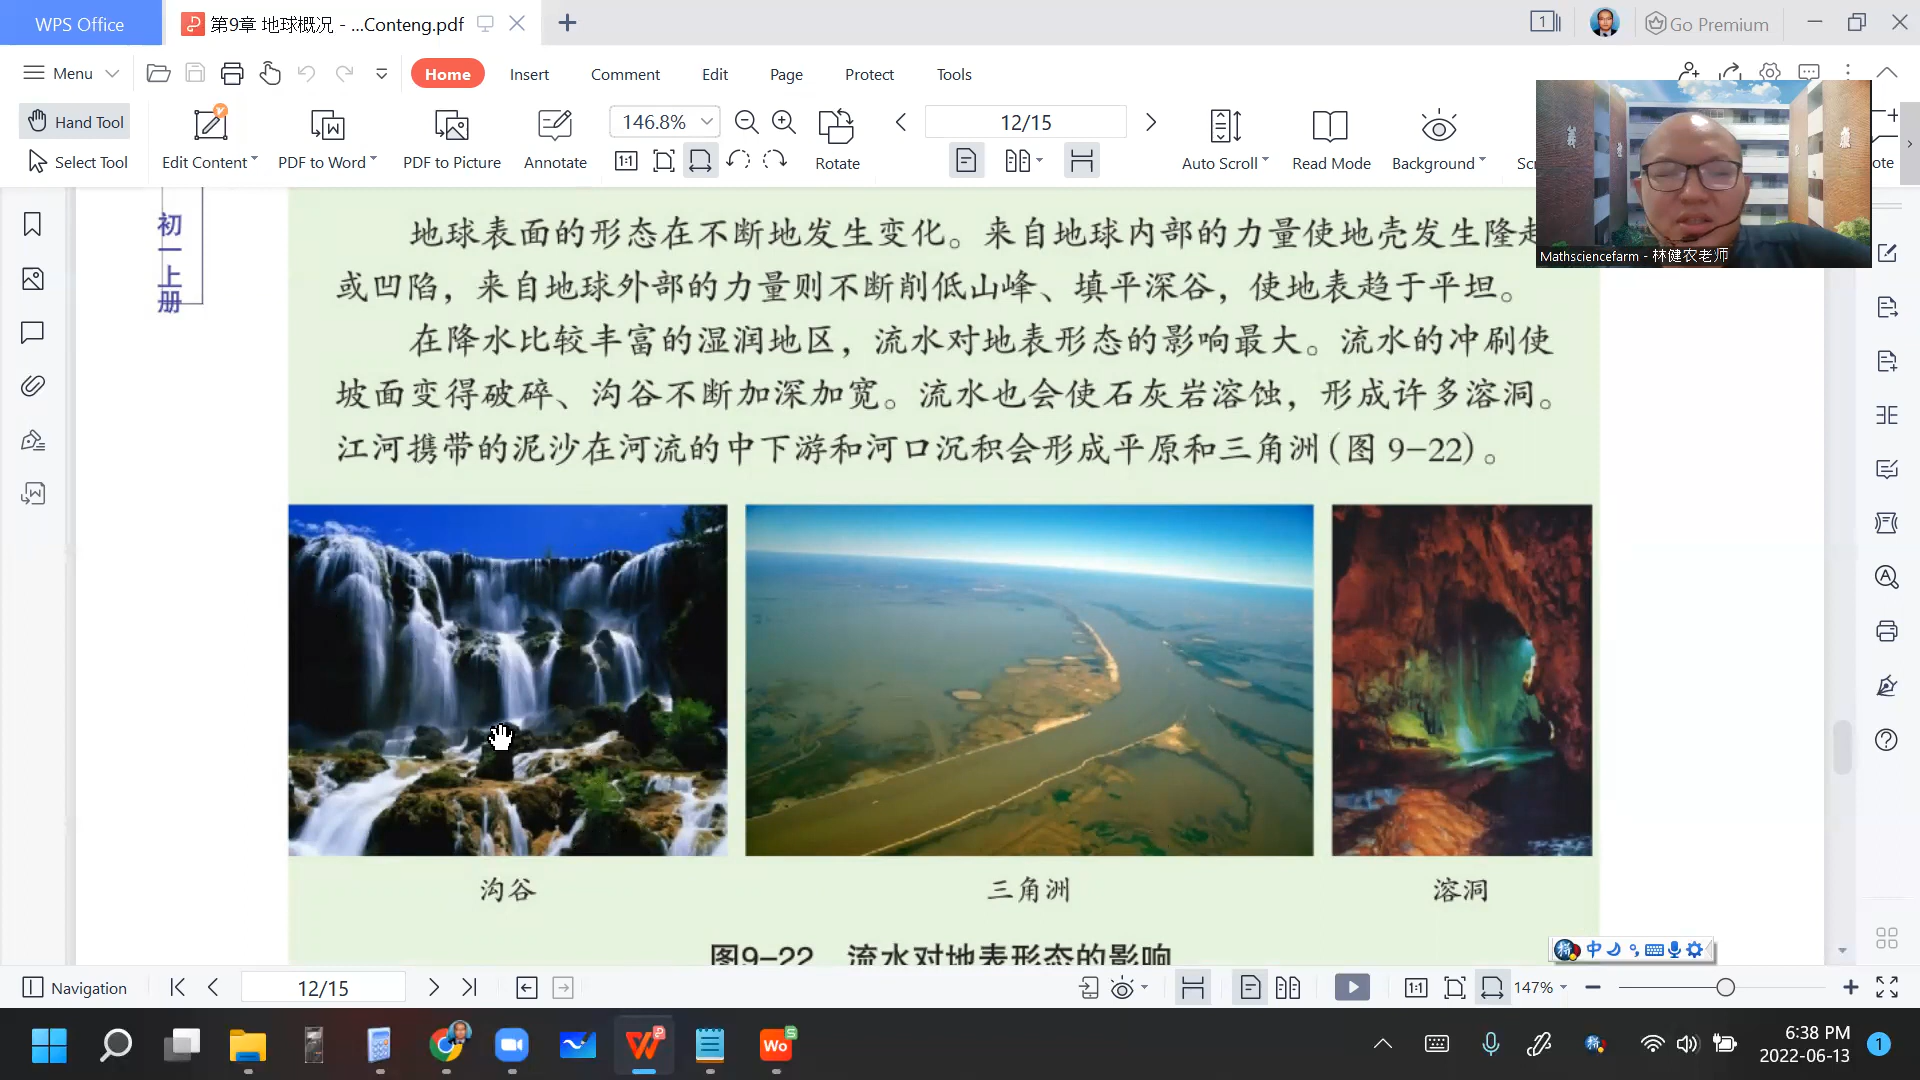 WPS Office
第9章 地球概况 - ...Conteng.pdf
1
Go Premium
Menu
Home
Insert
Comment
Edit
Page
Protect
Tools
Hand Tool
Select Tool
Edit Content
PDF to Word
PDF to Picture
Annotate
146.8%
1:1
Rotate
12/15
Auto Scroll
Read Mode
Background
Mathsciencefarm - 林健农老师
初一上册
地球表面的形态在不断地发生变化。来自地球内部的力量使地壳发生隆起
或凹陷，来自地球外部的力量则不断削低山峰、填平深谷，使地表趋于平坦。
在降水比较丰富的湿润地区，流水对地表形态的影响最大。流水的冲刷使
坡面变得破碎、沟谷不断加深加宽。流水也会使石灰岩溶蚀，形成许多溶洞。
江河携带的泥沙在河流的中下游和河口沉积会形成平原和三角洲（图 9-22）。
沟谷
三角洲
溶洞
图9-22 流水对地表形态的影响
中
Navigation
12/15
1:1
147%
6:38 PM
2022-06-13
1